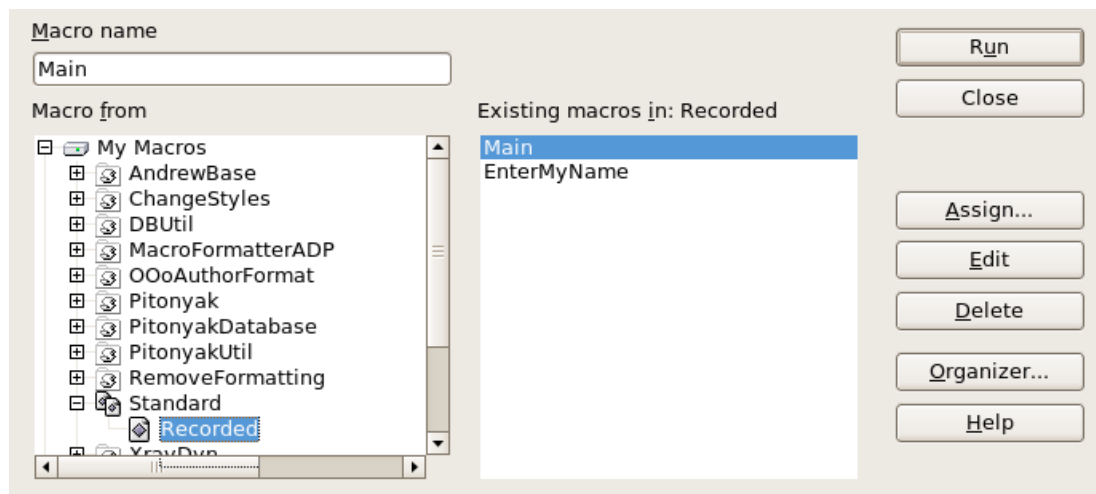 Macro name
Main
Macro from
My Macros
AndrewBase
ChangeStyles
DBUtil
MacroFormatterADP
OOoAuthorFormat
Pitonyak
PitonyakDatabase
PitonyakUtil
RemoveFormatting
Standard
Recorded
XrayDyn
Existing macros in: Recorded
Main
EnterMyName
Run
Close
Assign...
Edit
Delete
Organizer...
Help